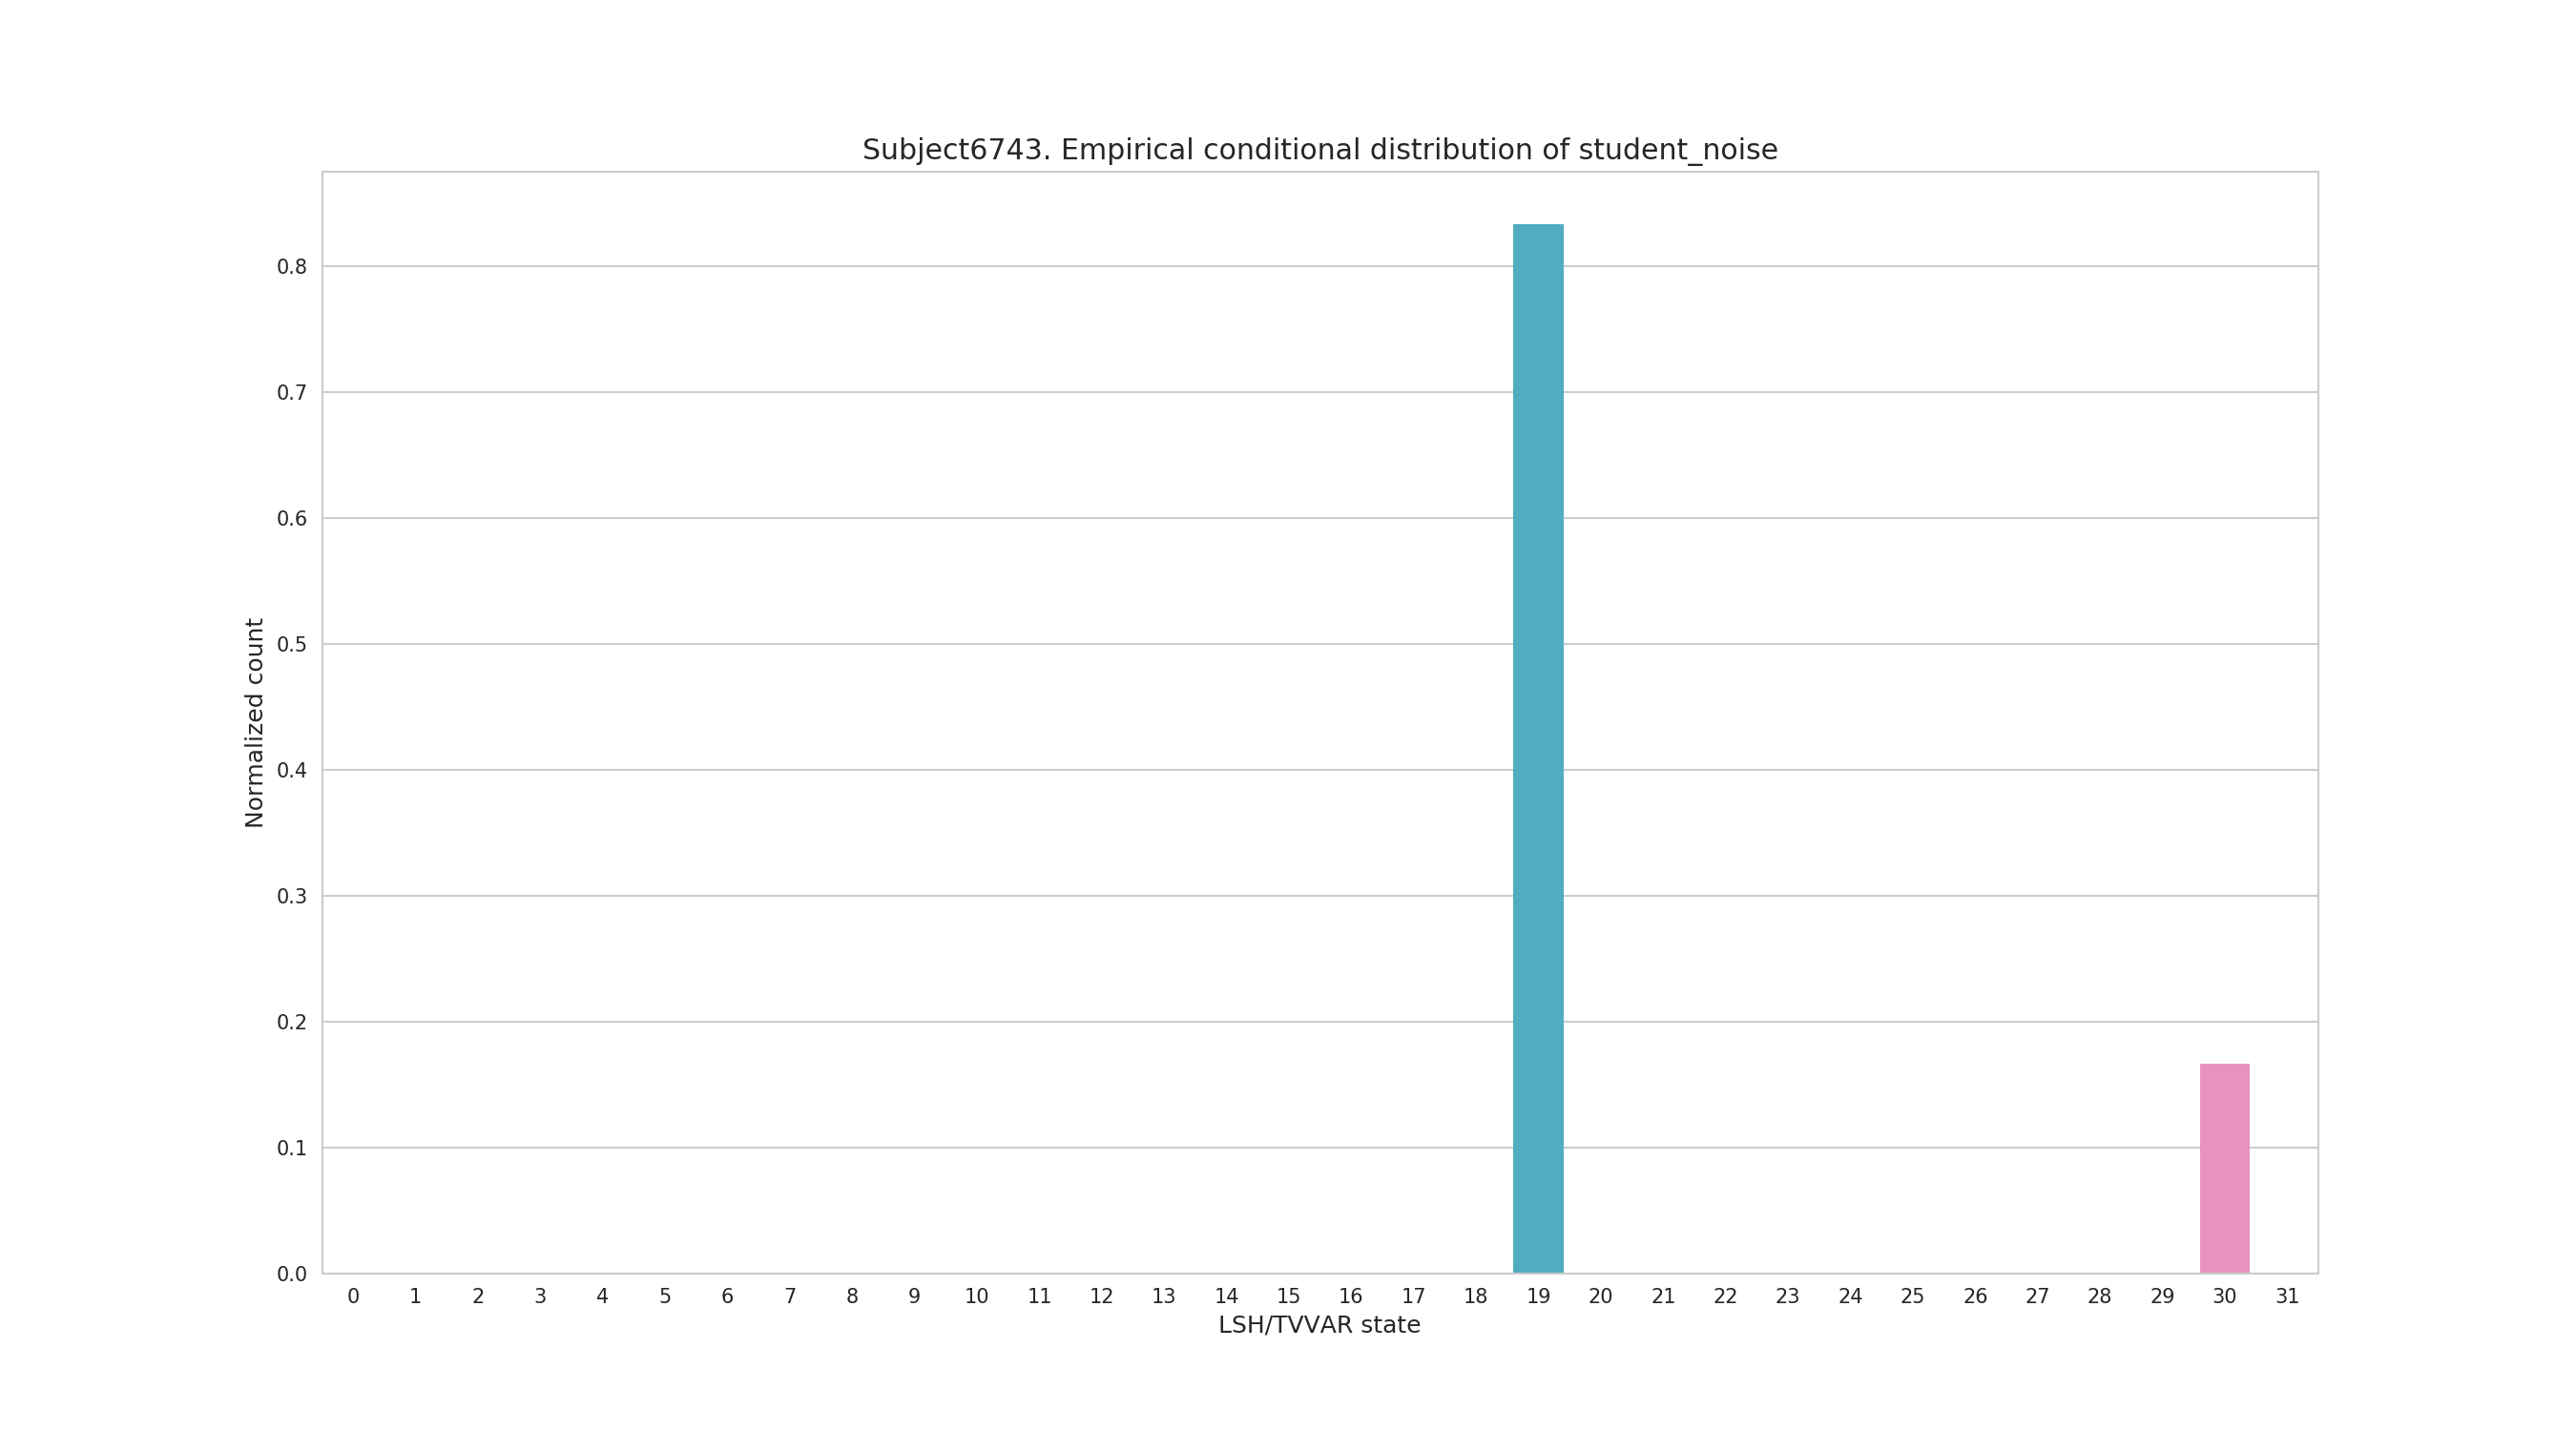 Subject6743. Empirical conditional distribution of student_noise
0.8
0.7
0.6
0.5
0.4
0.3
0.2
0.1
0.0
Normalized count
0 1 2 3 4 5 6 7 8 9 10 11 12 13 14 15 16 17 18 19 20 21 22 23 24 25 26 27 28 29 30 31
LSH/TVVAR state